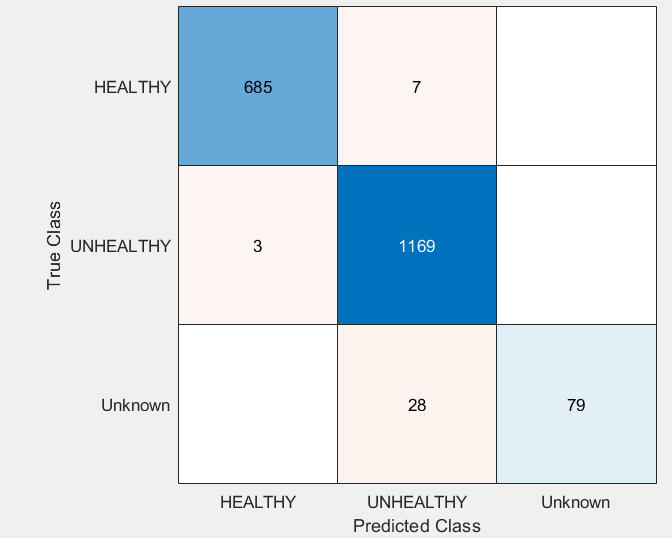 HEALTHY 685 7
UNHEALTHY 3 1169
Unknown 28 79
HEALTHY UNHEALTHY Unknown
Predicted Class
True Class